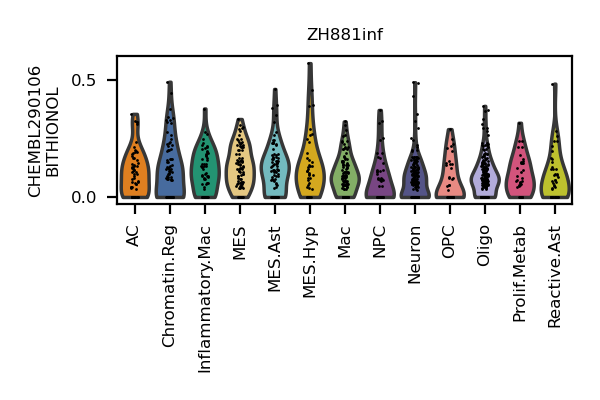 ZH881inf
CHEMBL290106
BITHIONOL
0.5
0.0
AC
Chromatin.Reg
Inflammatory.Mac
MES
MES.Ast
MES.Hyp
Mac
NPC
Neuron
OPC
Oligo
Prolif.Metab
Reactive.Ast